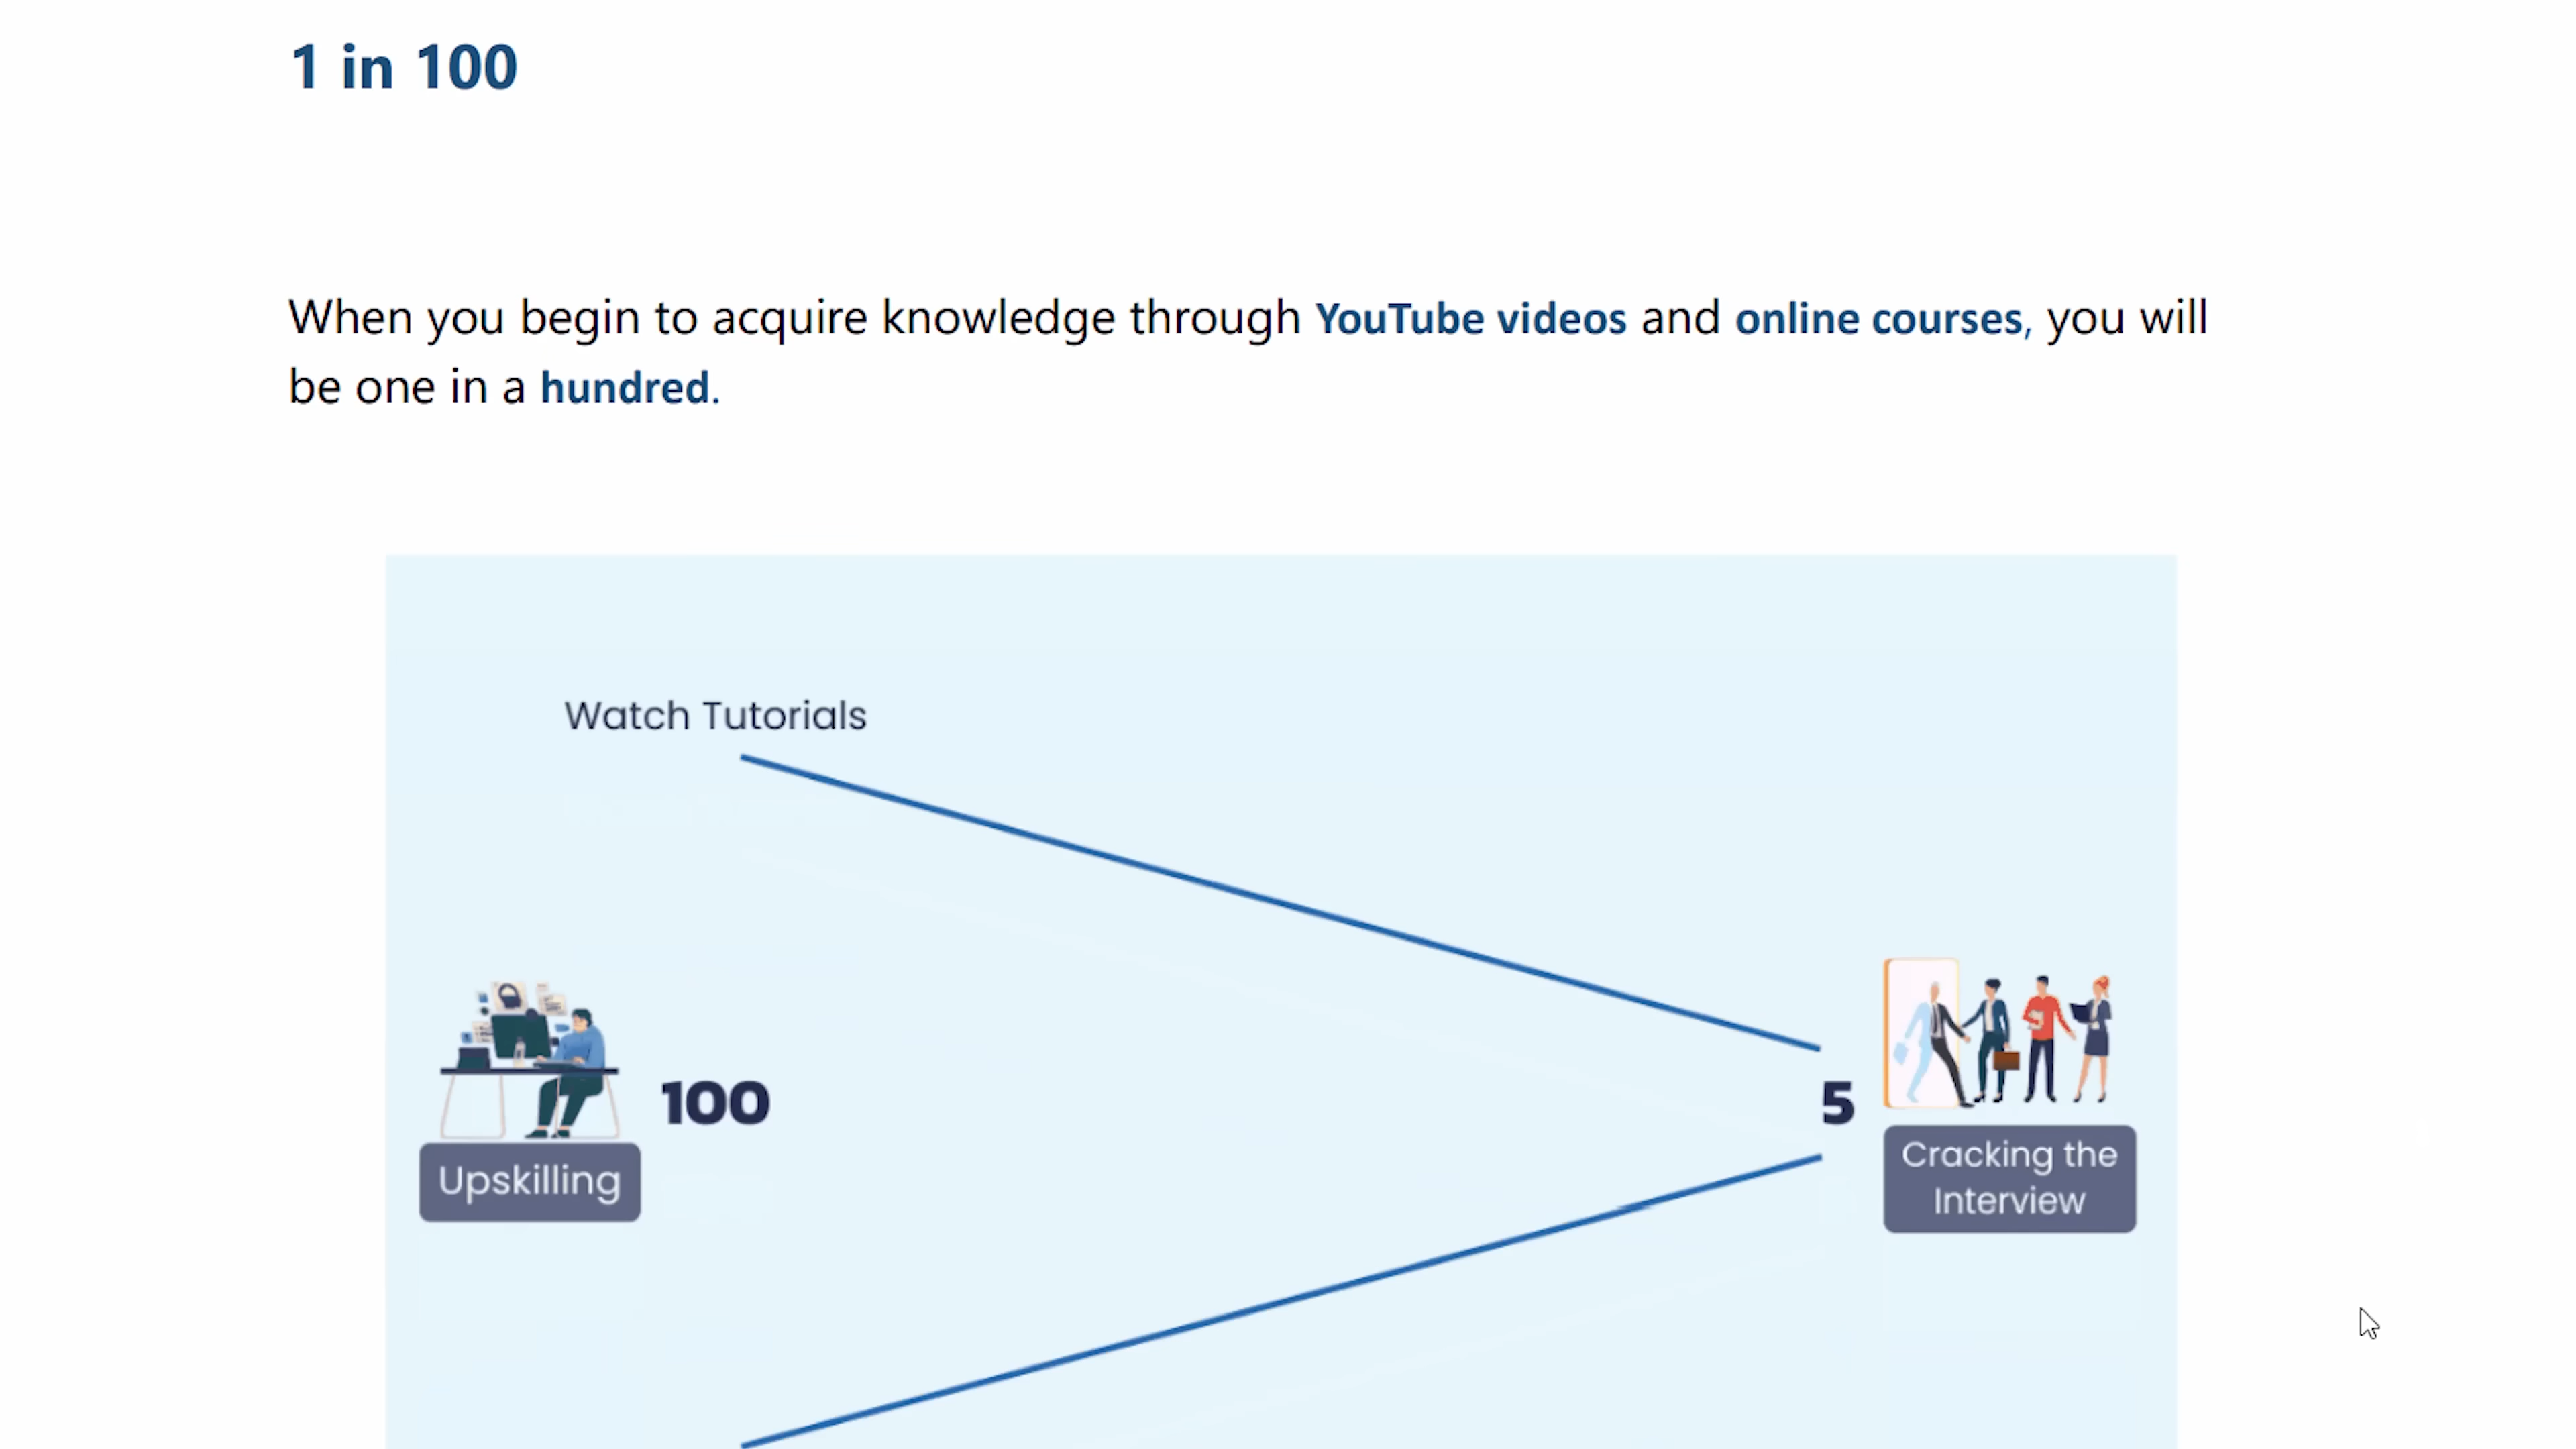 1 in 100
When you begin to acquire knowledge through YouTube videos and online courses, you will
be one in a hundred.
Watch Tutorials
100
5
Upskilling
Cracking the
Interview